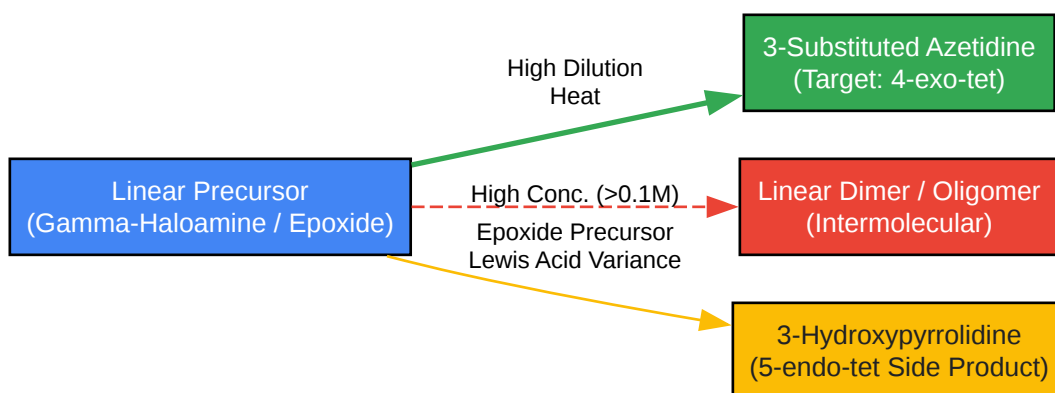 3-Substituted Azetidine
(Target: 4-exo-tet)
High Dilution
Heat
Linear Precursor
(Gamma-Haloamine / Epoxide)
High Conc. (>0.1M)
Linear Dimer / Oligomer
(Intermolecular)
Epoxide Precursor
Lewis Acid Variance
3-Hydroxypyrrolidine
(5-endo-tet Side Product)